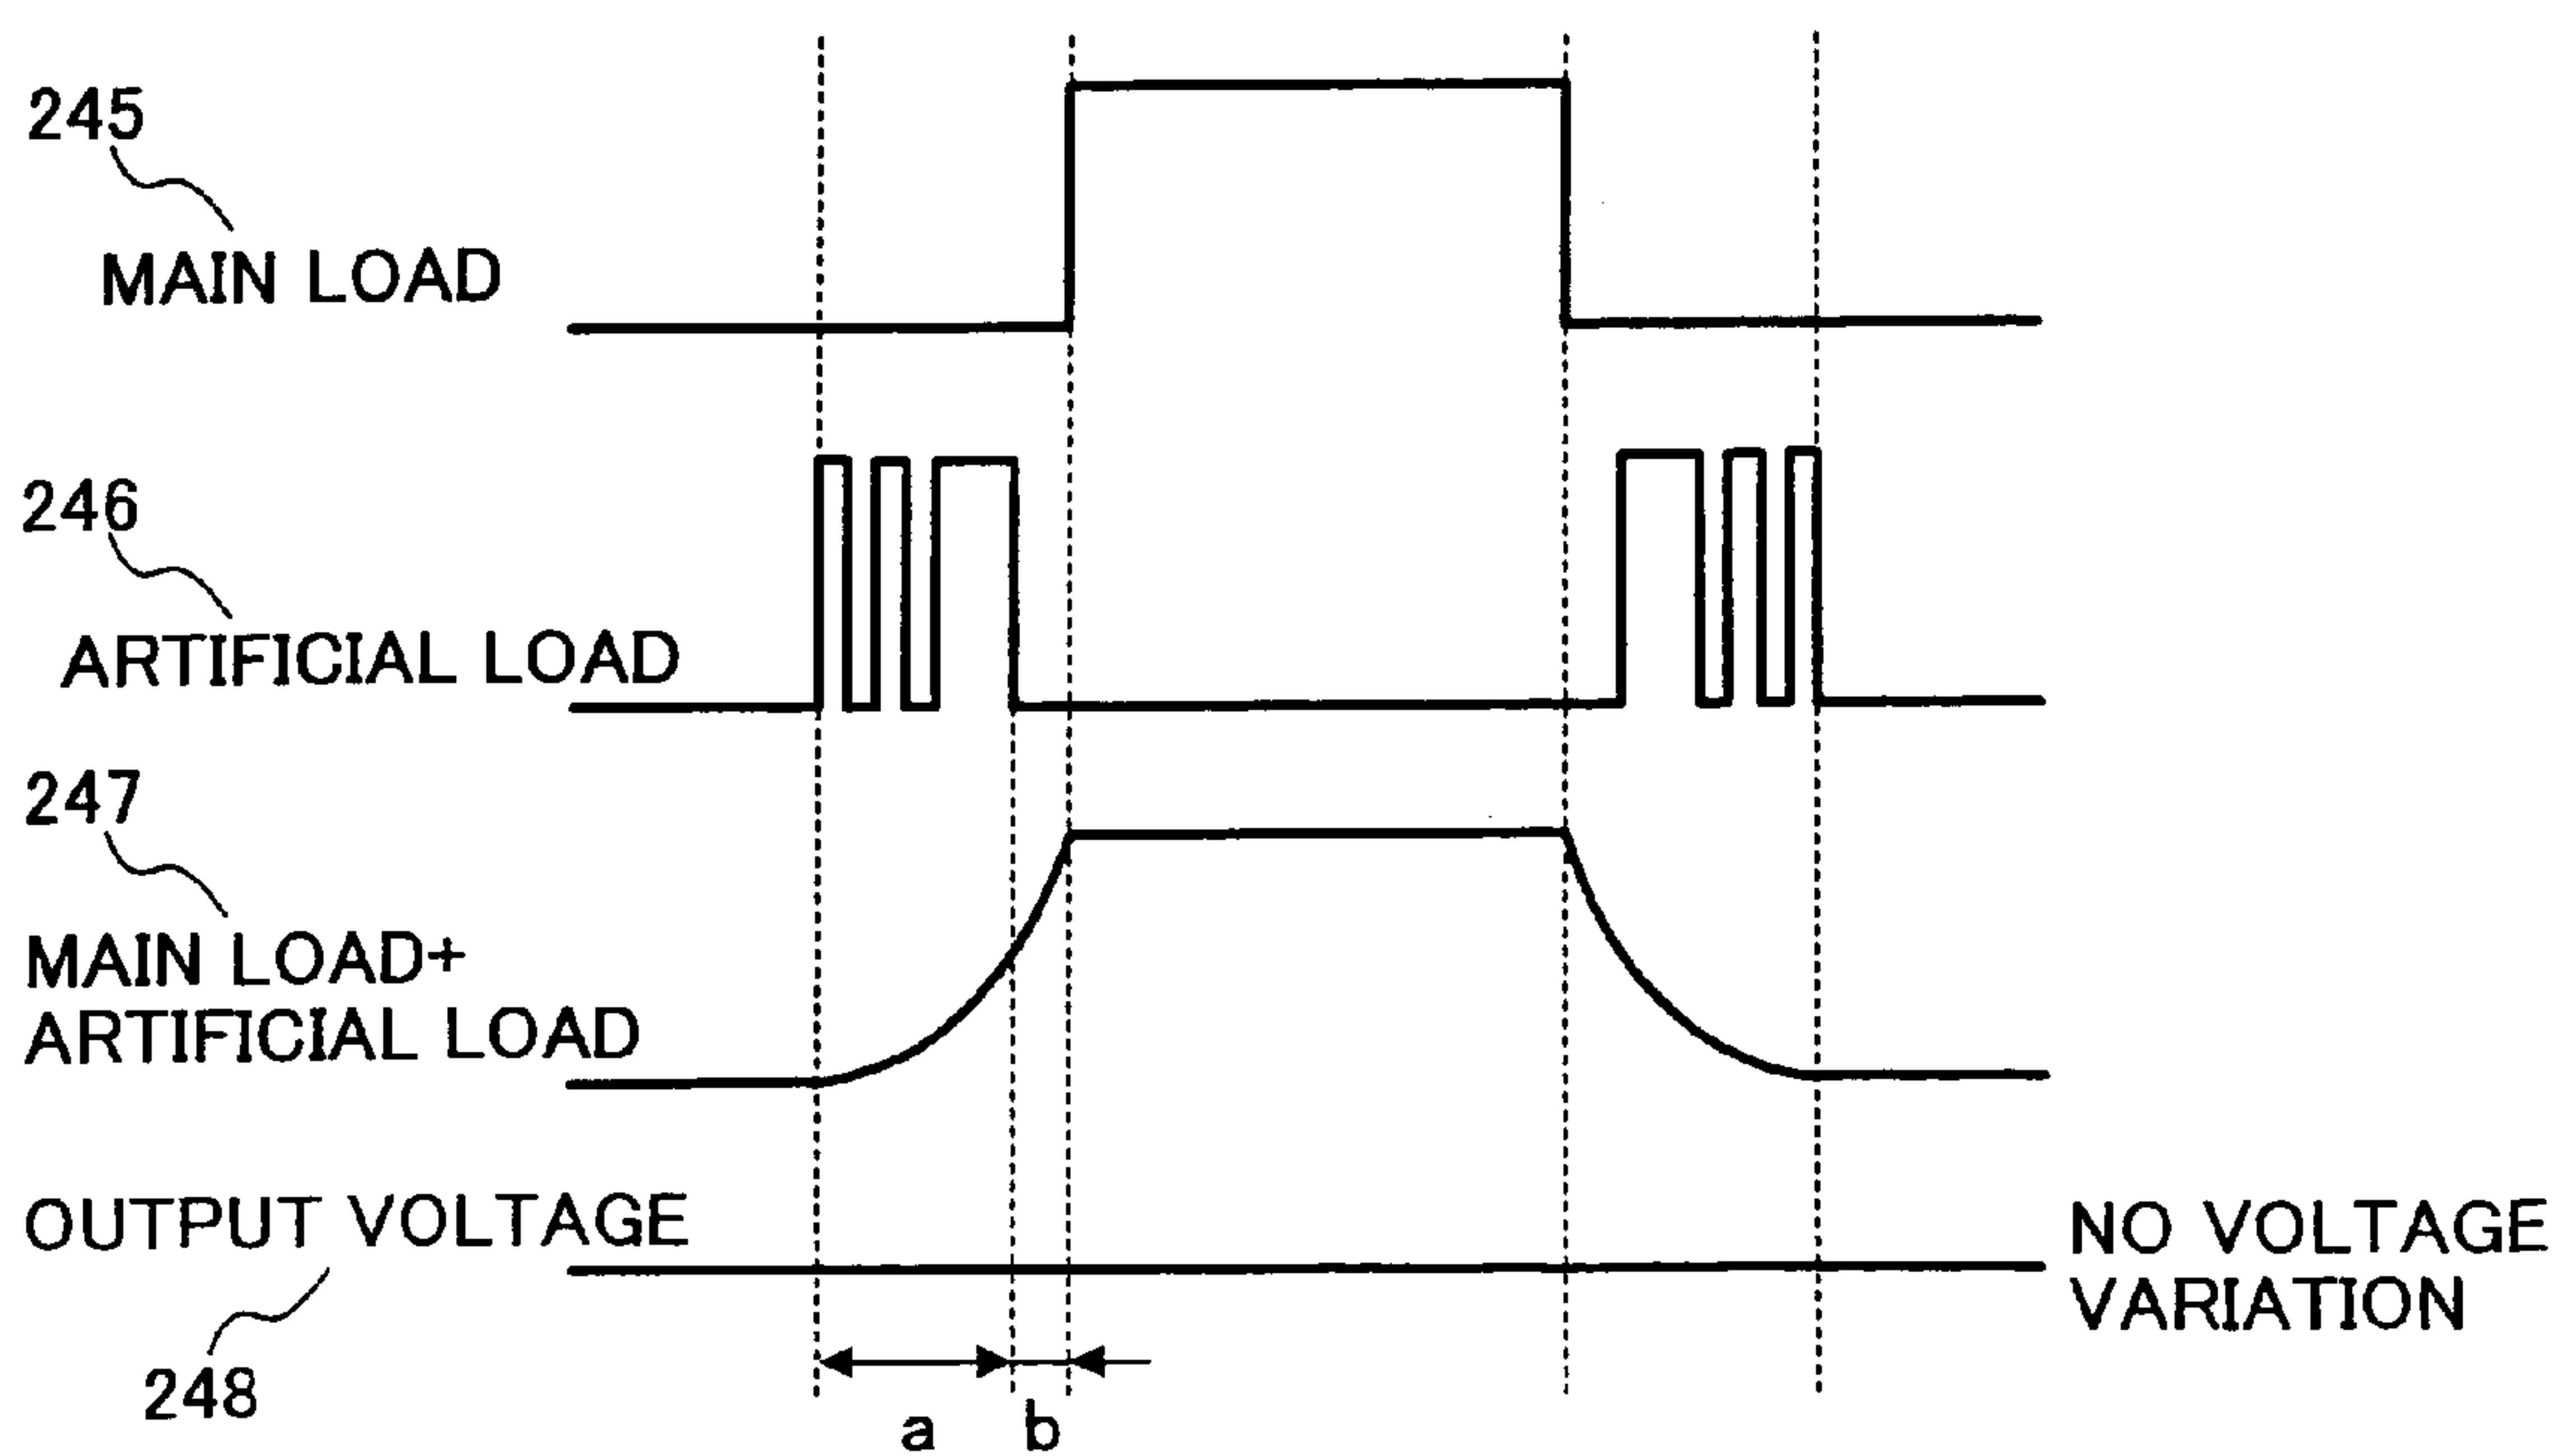 245
MAIN LOAD
246
ARTIFICIAL LOAD
247
MAIN LOAD+
ARTIFICIAL LOAD
OUTPUT VOLTAGE
248
NO VOLTAGE
VARIATION
a
b